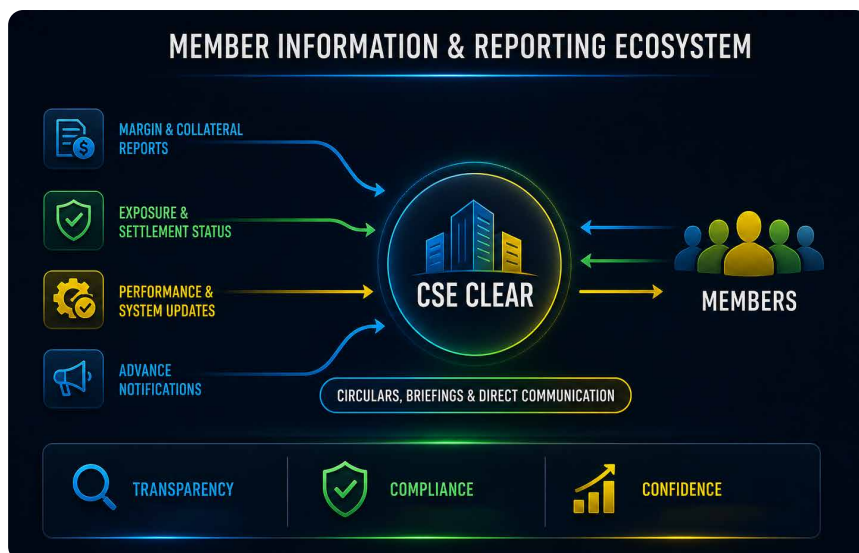 MEMBER INFORMATION & REPORTING ECOSYSTEM
MARGIN & COLLATERAL
REPORTS
EXPOSURE &
SETTLEMENT STATUS
PERFORMANCE &
SYSTEM UPDATES
ADVANCE
NOTIFICATIONS
$
CSE CLEAR
MEMBERS
CIRCULARS, BRIEFINGS & DIRECT COMMUNICATION
TRANSPARENCY
COMPLIANCE
CONFIDENCE